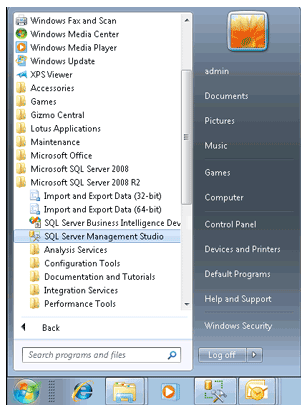 Windows Fax and Scan
Windows Media Center
Windows Media Player
Windows Update
XPS Viewer
Accessories
Games
Gizmo Central
Lotus Applications
Maintenance
Microsoft Office
Microsoft SQL Server 2008
Microsoft SQL Server 2008 R2
Import and Export Data (32-bit)
Import and Export Data (64-bit)
SQL Server Business Intelligence Dev
SQL Server Management Studio
Analysis Services
Configuration Tools
Documentation and Tutorials
Integration Services
Performance Tools
Back
Search programs and files
admin
Documents
Pictures
Music
Games
Computer
Control Panel
Devices and Printers
Default Programs
Help and Support
Windows Security
Log off